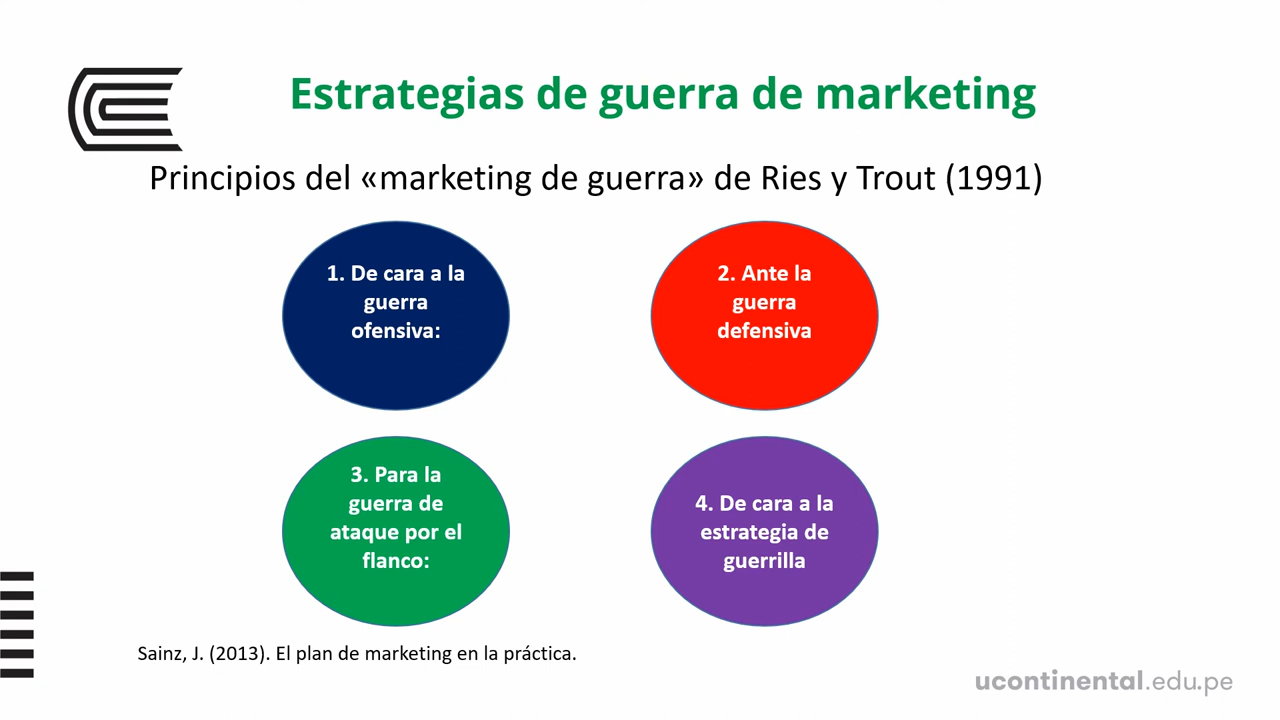 Estrategias de guerra de marketing
Principios del «marketing de guerra» de Ries y Trout (1991)
1. De cara a la
guerra
ofensiva:
2. Ante la
guerra
defensiva
3. Para la
guerra de
ataque por el
flanco:
4. De cara a la
estrategia de
guerrilla
Sainz, J. (2013). El plan de marketing en la práctica.
ucontinental.edu.pe